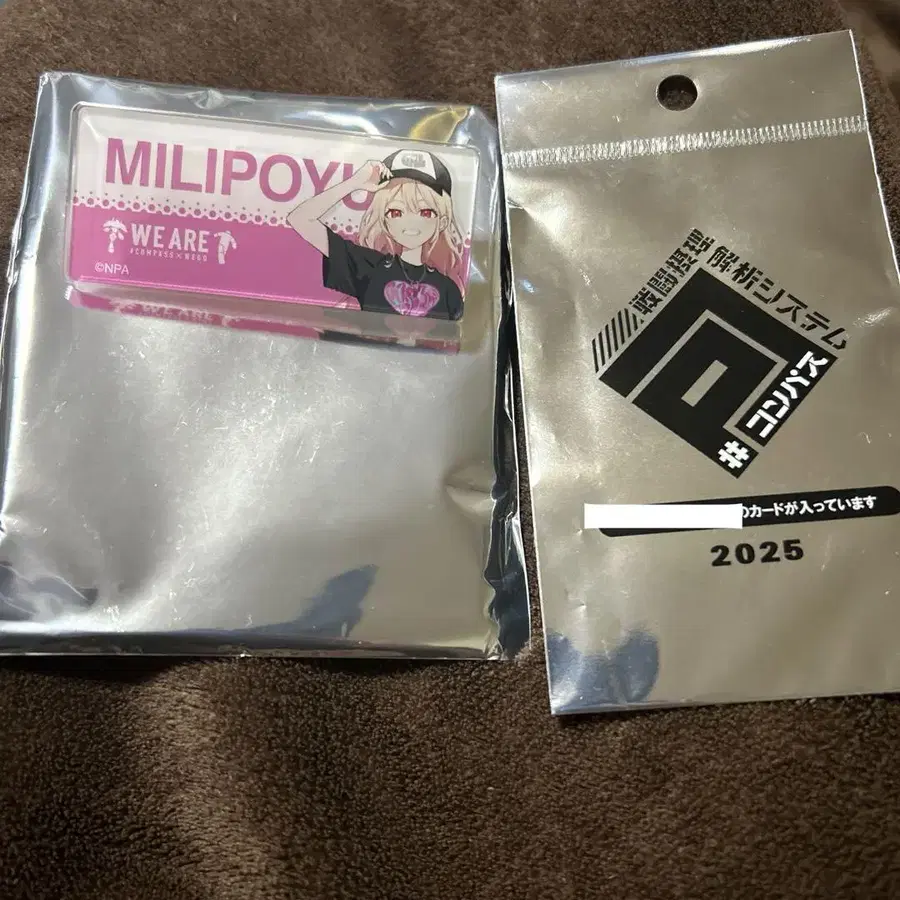 MILIPOYU
WE ARE
#COMPASS × NAGO
©NPA
戦闘摂理
解析システム
#コンパス
のカードが入っています
2025